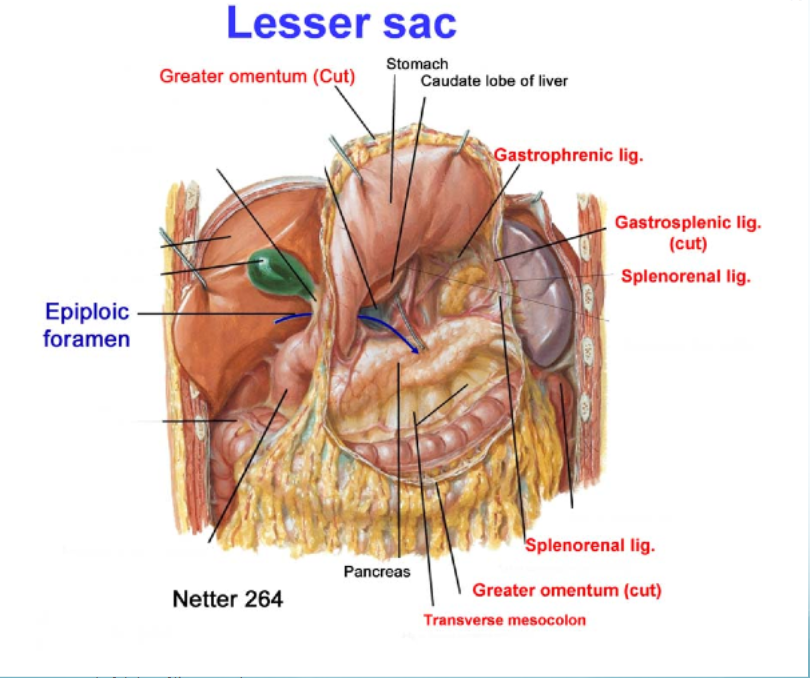 Lesser sac
Stomach
Greater omentum (Cut)
Caudate lobe of liver
Gastrophrenic lig.
Gastrosplenic lig.
(cut)
Splenorenal lig.
Epiploic
foramen
Splenorenal lig.
Pancreas
Greater omentum (cut)
Netter 264
Transverse mesocolon